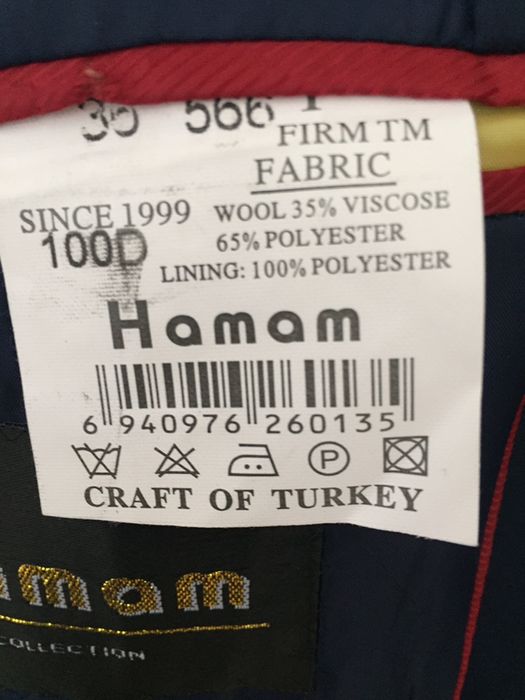 566
FIRM TM
FABRIC
SINCE 1999
WOOL 35% VISCOSE
100D
65% POLYESTER
LINING: 100% POLYESTER
Hamam
6 940976 260135
P
CRAFT OF TURKEY
mam
COLLECTION